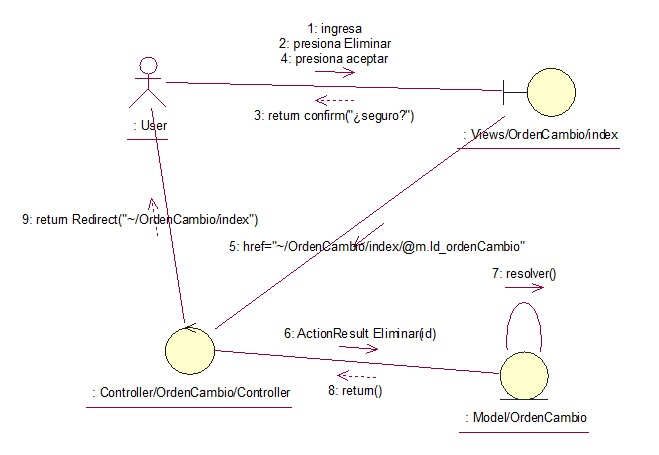 1: ingresa
2: presiona Eliminar
4: presiona aceptar
3: return confirm("¿seguro?")
: User
: Views/OrdenCambio/index
9: return Redirect("~/OrdenCambio/index")
5: href="~/OrdenCambio/index/@m.Id_ordenCambio"
7: resolver()
6: ActionResult Eliminar(id)
8: return()
: Controller/OrdenCambio/Controller
: Model/OrdenCambio